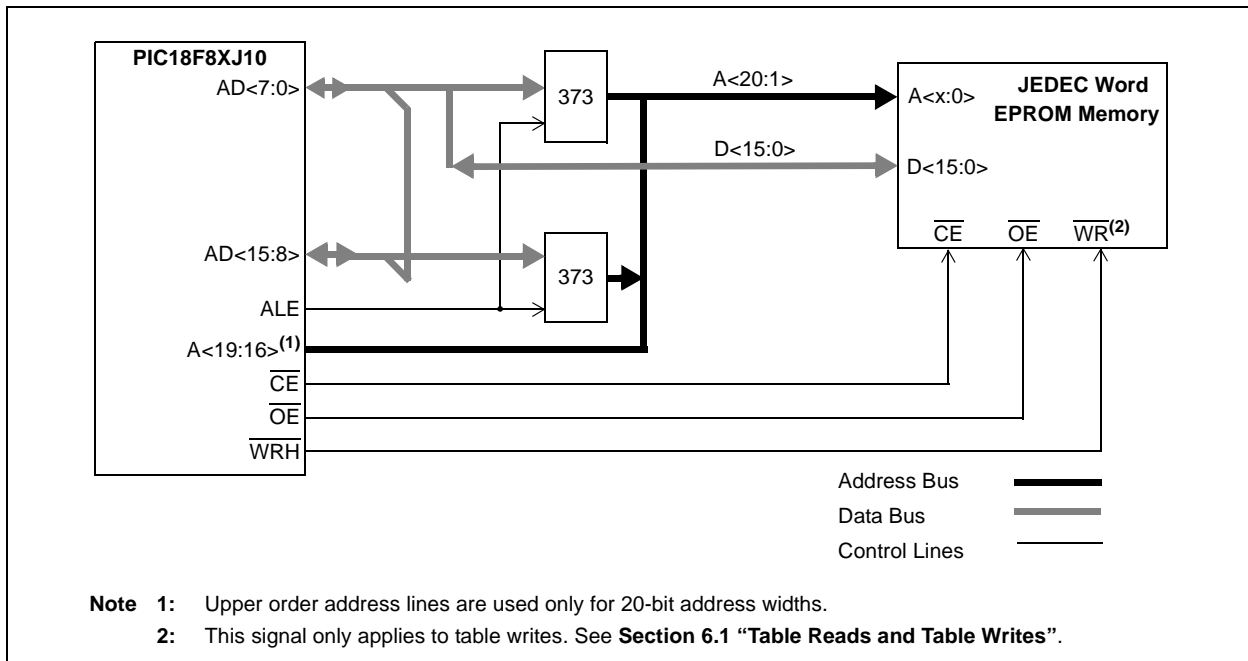 PIC18F8XJ10
AD<7:0>
373
A<20:1>
D<15:0>
JEDEC Word
EPROM Memory
A<x:0>
D<15:0>
CE OE WR(2)
AD<15:8>
373
ALE
A<19:16>(1)
CE
OE
WRH
Address Bus
Data Bus
Control Lines
Note 1: Upper order address lines are used only for 20-bit address widths.
2: This signal only applies to table writes. See Section 6.1 “Table Reads and Table Writes”.